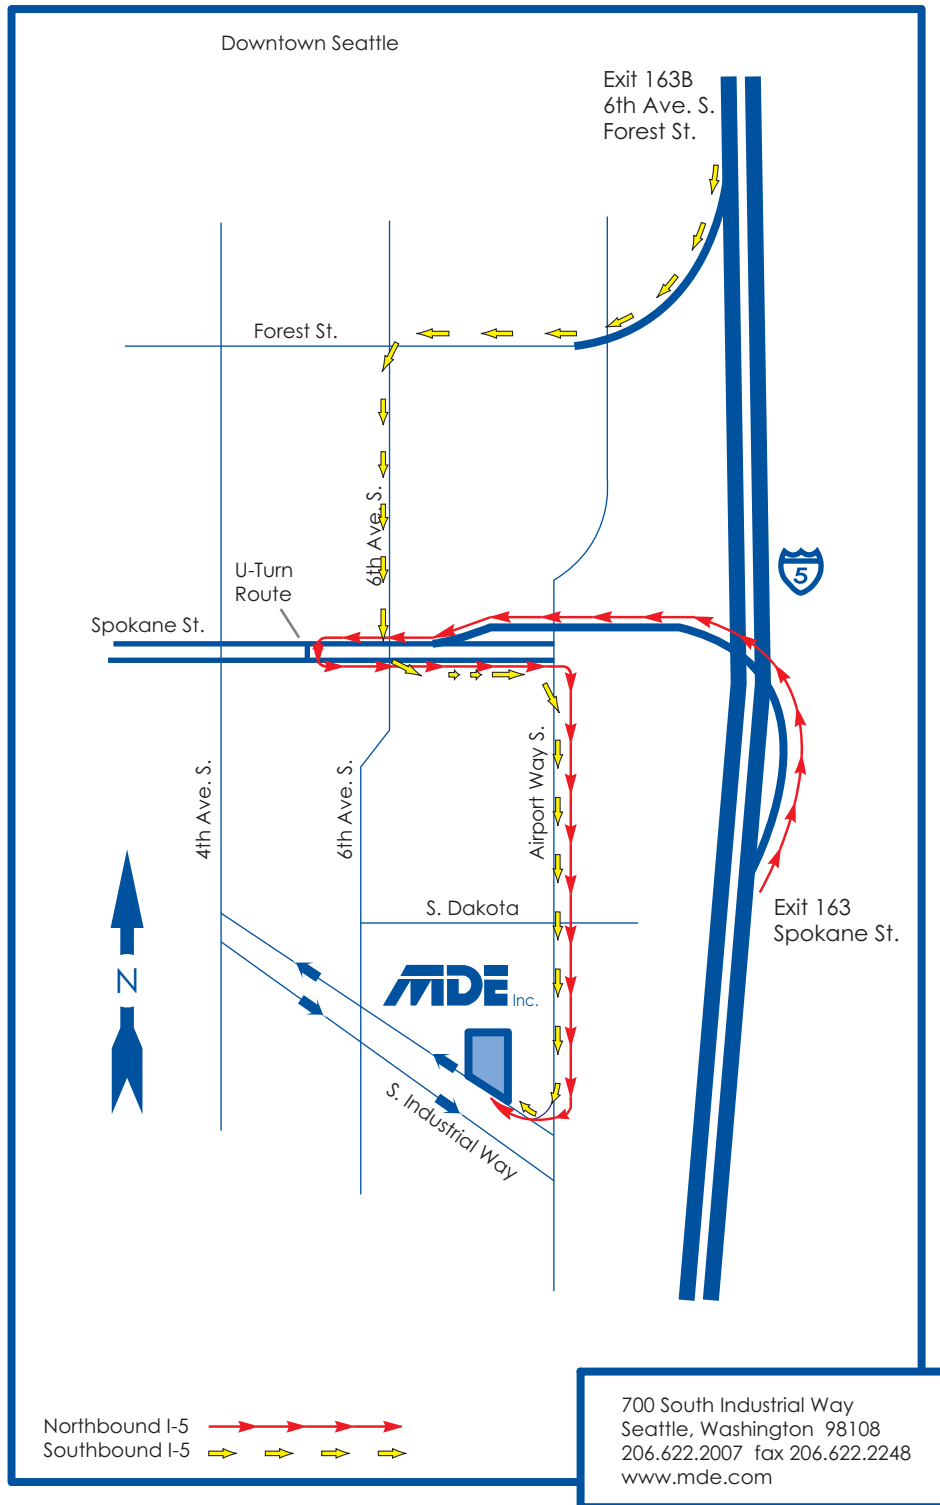 Downtown Seattle
Exit 163B
6th Ave. S.
Forest St.
Forest St.
6th Ave. S.
5
U-Turn
Route
Spokane St.
4th Ave. S.
6th Ave. S.
Airport Way S.
S. Dakota
Exit 163
Spokane St.
N
MDE Inc.
S. Industrial Way
Northbound I-5
Southbound I-5
700 South Industrial Way
Seattle, Washington 98108
206.622.2007 fax 206.622.2248
www.mde.com